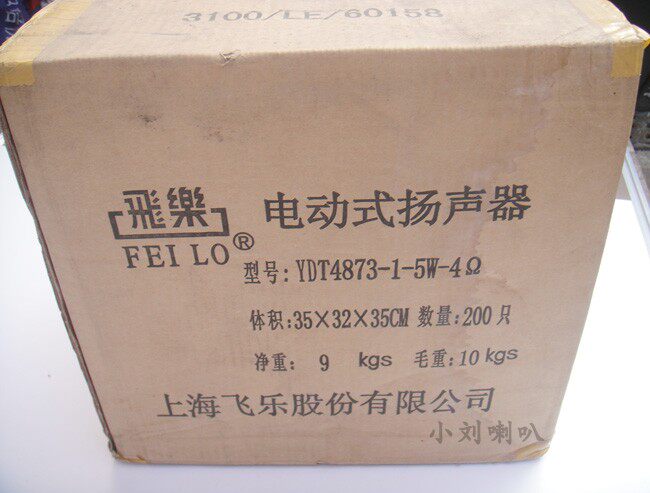 3100/LE/60158
飛樂
FEI LO®
电动式扬声器
型号:YDT4873-1-5W-4Ω
体积:35×32×35CM 数量:200只
净重: 9 kgs 毛重:10kgs
上海飞乐股份有限公司
小刘喇叭